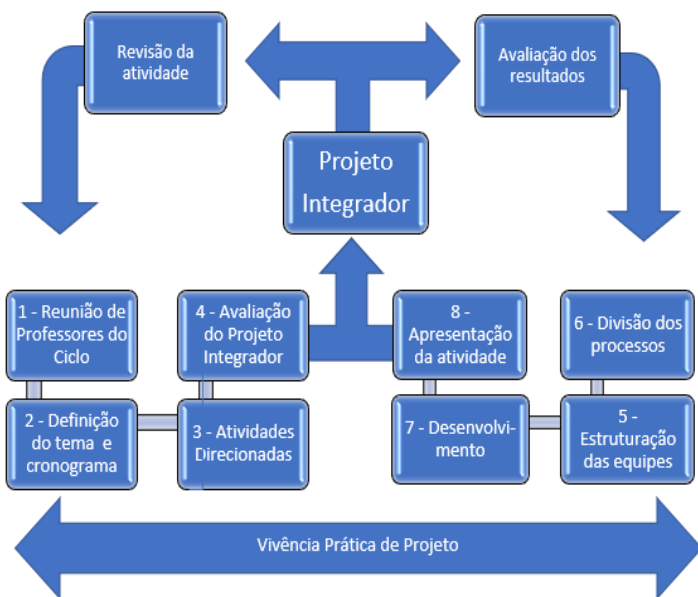 Revisão da
atividade
Avaliação dos
resultados
Projeto
Integrador
1 - Reunião de
Professores do
Ciclo
4 - Avaliação
do Projeto
Integrador
8 -
Apresentação
da atividade
6 - Divisão dos
processos
2 - Definição
do tema e
cronograma
3 - Atividades
Direcionadas
7 - Desenvolvi-
mento
5 -
Estruturação
das equipes
Vivência Prática de Projeto